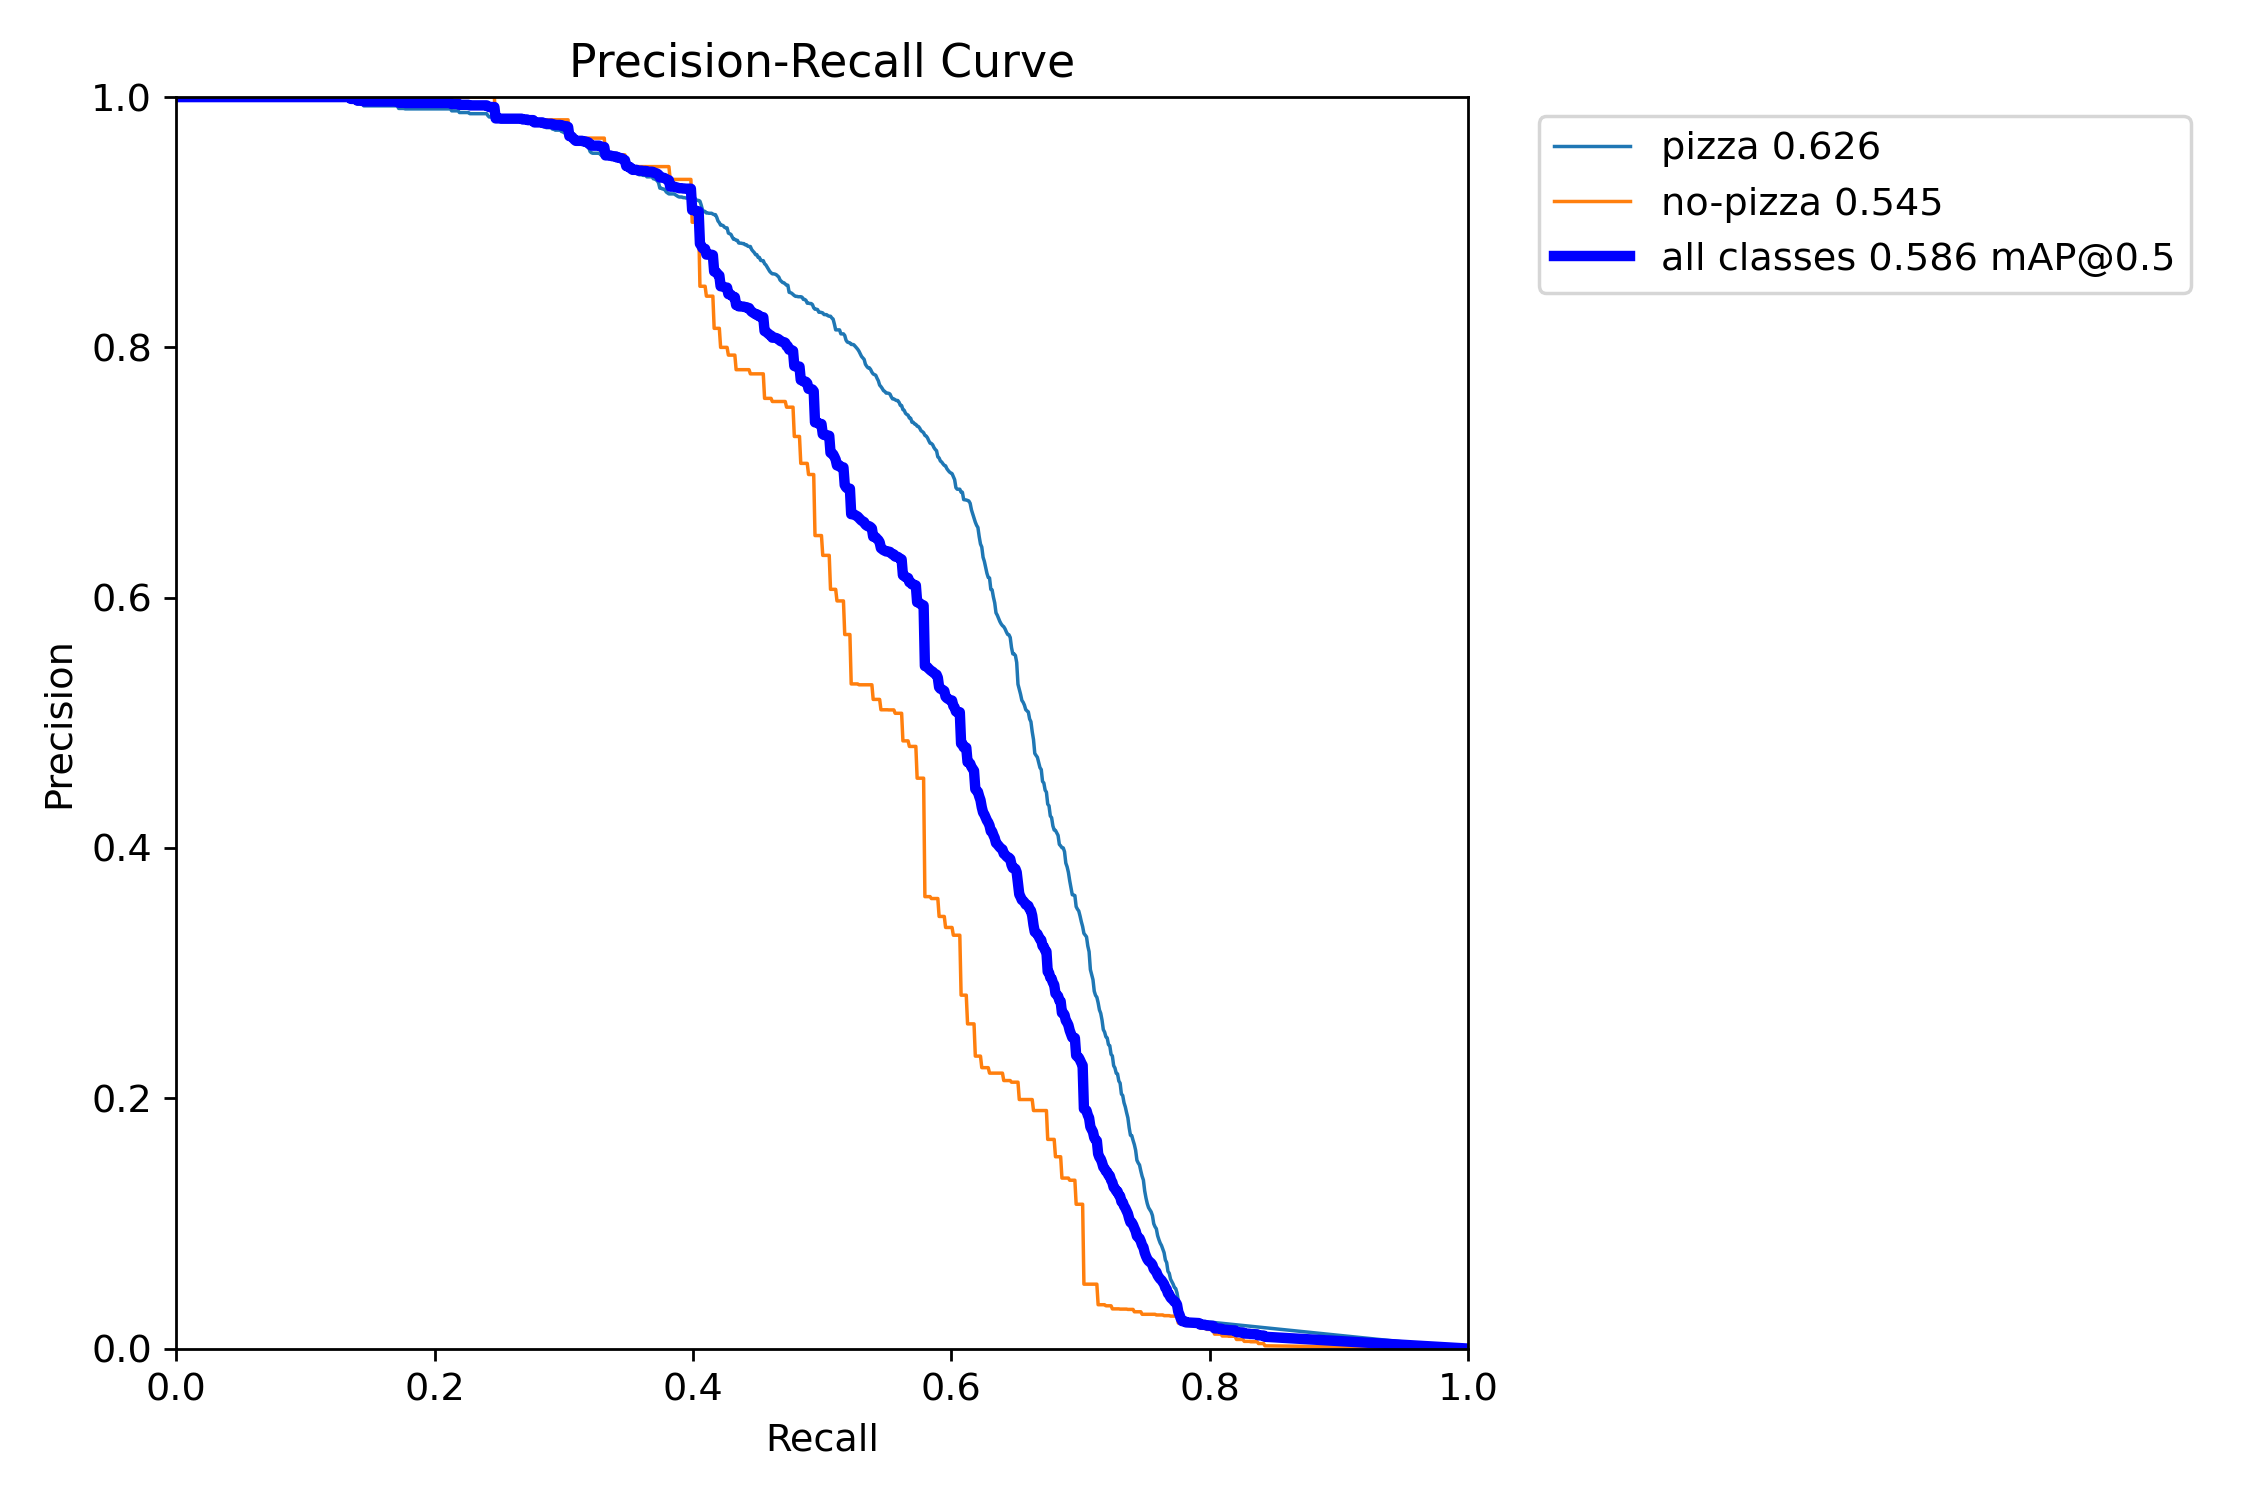 Precision-Recall Curve
1.0
0.8
0.6
0.4
0.2
0.0
Precision
0.0 0.2 0.4 0.6 0.8 1.0
Recall
pizza 0.626
no-pizza 0.545
all classes 0.586 mAP@0.5